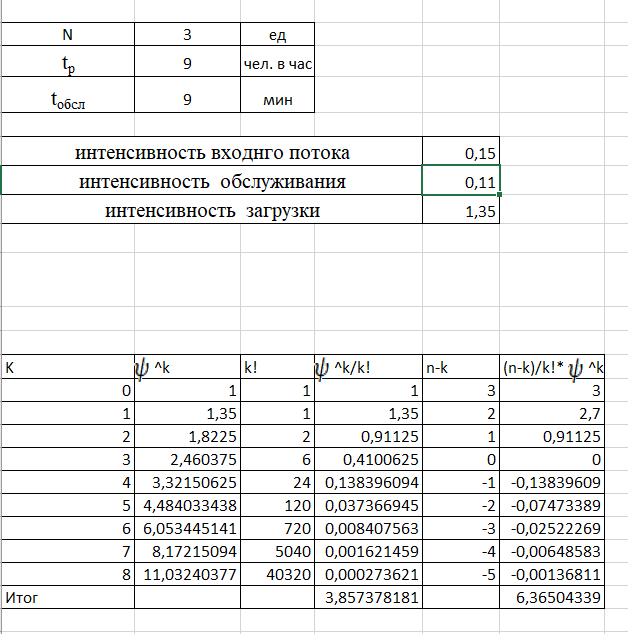 N 3 ед
tр 9 чел. в час
tобсл 9 мин
интенсивность входнго потока 0,15
интенсивность обслуживания 0,11
интенсивность загрузки 1,35
K ψ ^k k! ψ ^k/k! n-k (n-k)/k!* ψ ^k
0 1 1 1 3 3
1 1,35 1 1,35 2 2,7
2 1,8225 2 0,91125 1 0,91125
3 2,460375 6 0,4100625 0 0
4 3,32150625 24 0,138396094 -1 -0,13839609
5 4,484033438 120 0,037366945 -2 -0,07473389
6 6,053445141 720 0,008407563 -3 -0,02522269
7 8,17215094 5040 0,001621459 -4 -0,00648583
8 11,03240377 40320 0,000273621 -5 -0,00136811
Итог 3,857378181 6,36504339